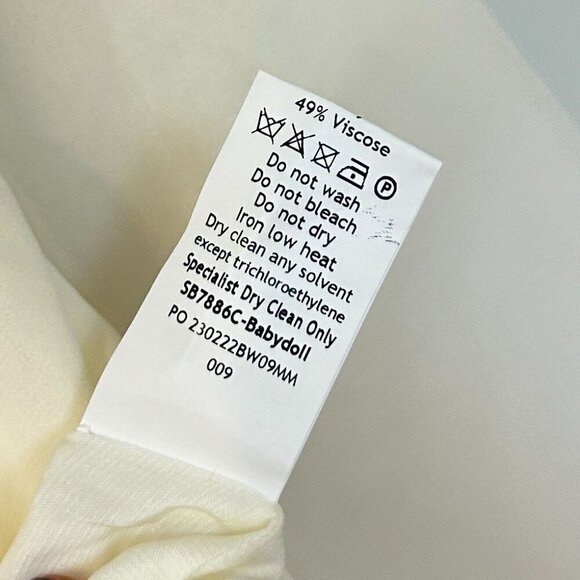 49% Viscose
P
Do not wash
Do not bleach
Do not dry
Iron low heat
Dry clean any solvent
except trichloroethylene
Specialist Dry Clean Only
SB7886C-Babydoll
PO 230222BW09MM
009